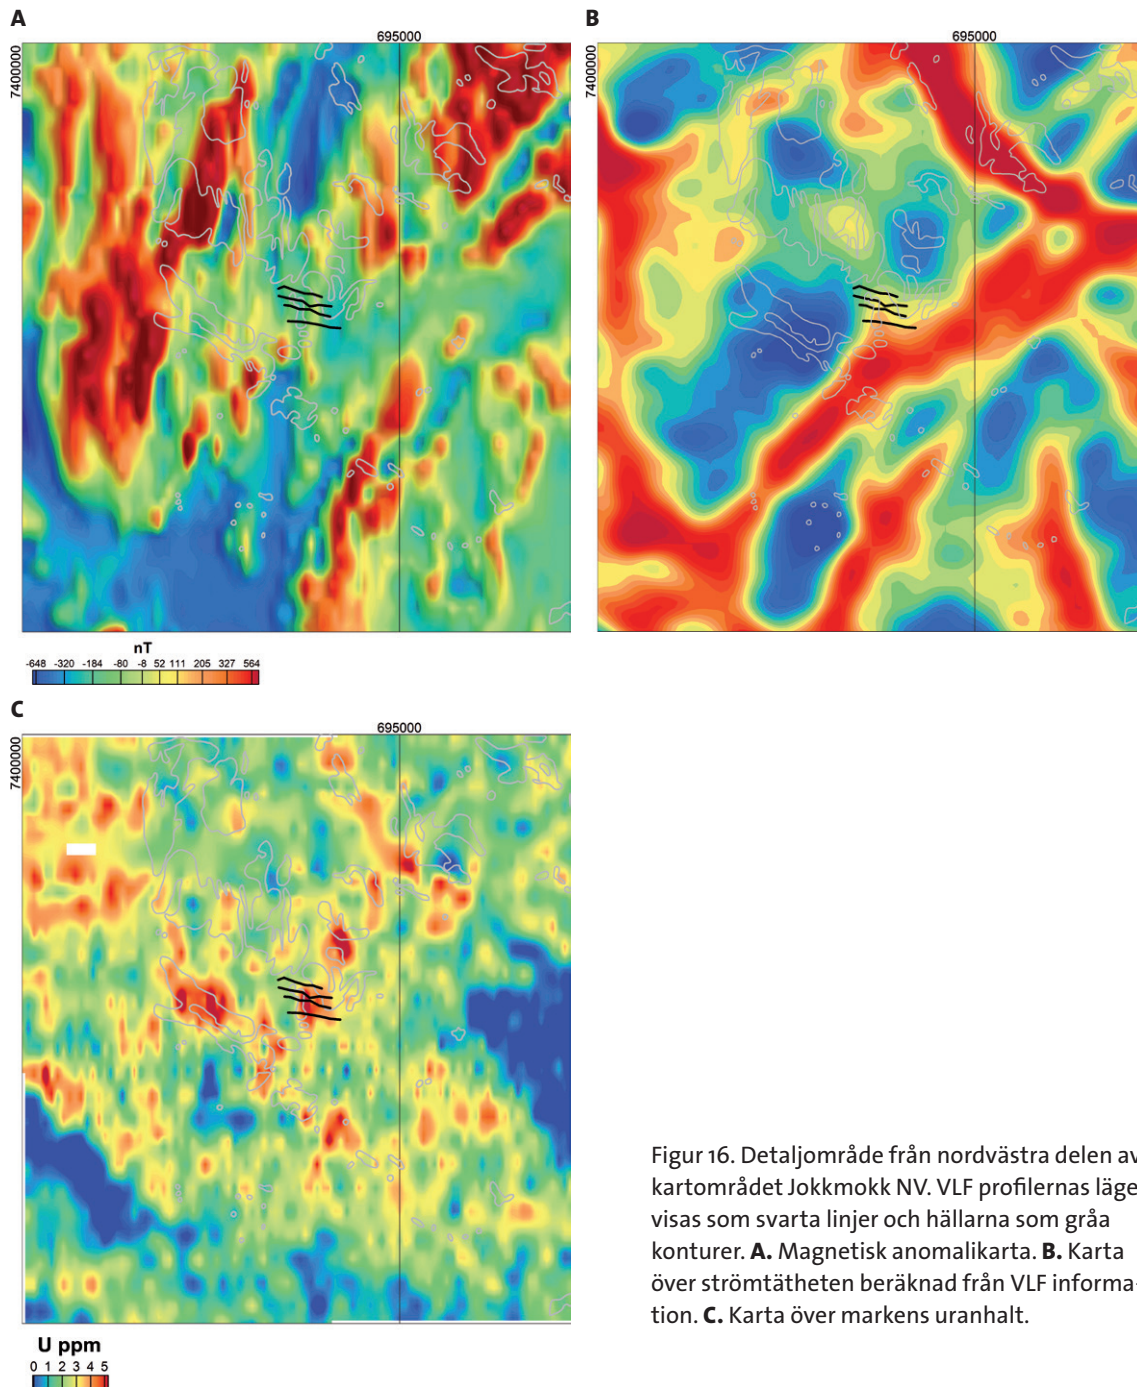 A
695000
7400000
nT
-648 -320 -184 -80 -8 52 111 205 327 564
B
695000
7400000
C
695000
7400000
U ppm
0 1 2 3 4 5
Figur 16. Detaljområde från nordvästra delen av
kartområdet Jokkmokk NV. VLF profilernas läge
visas som svarta linjer och hällarna som gråa
konturer. A. Magnetisk anomalikarta. B. Karta
över strömtätheten beräknad från VLF informa-
tion. C. Karta över markens uranhalt.